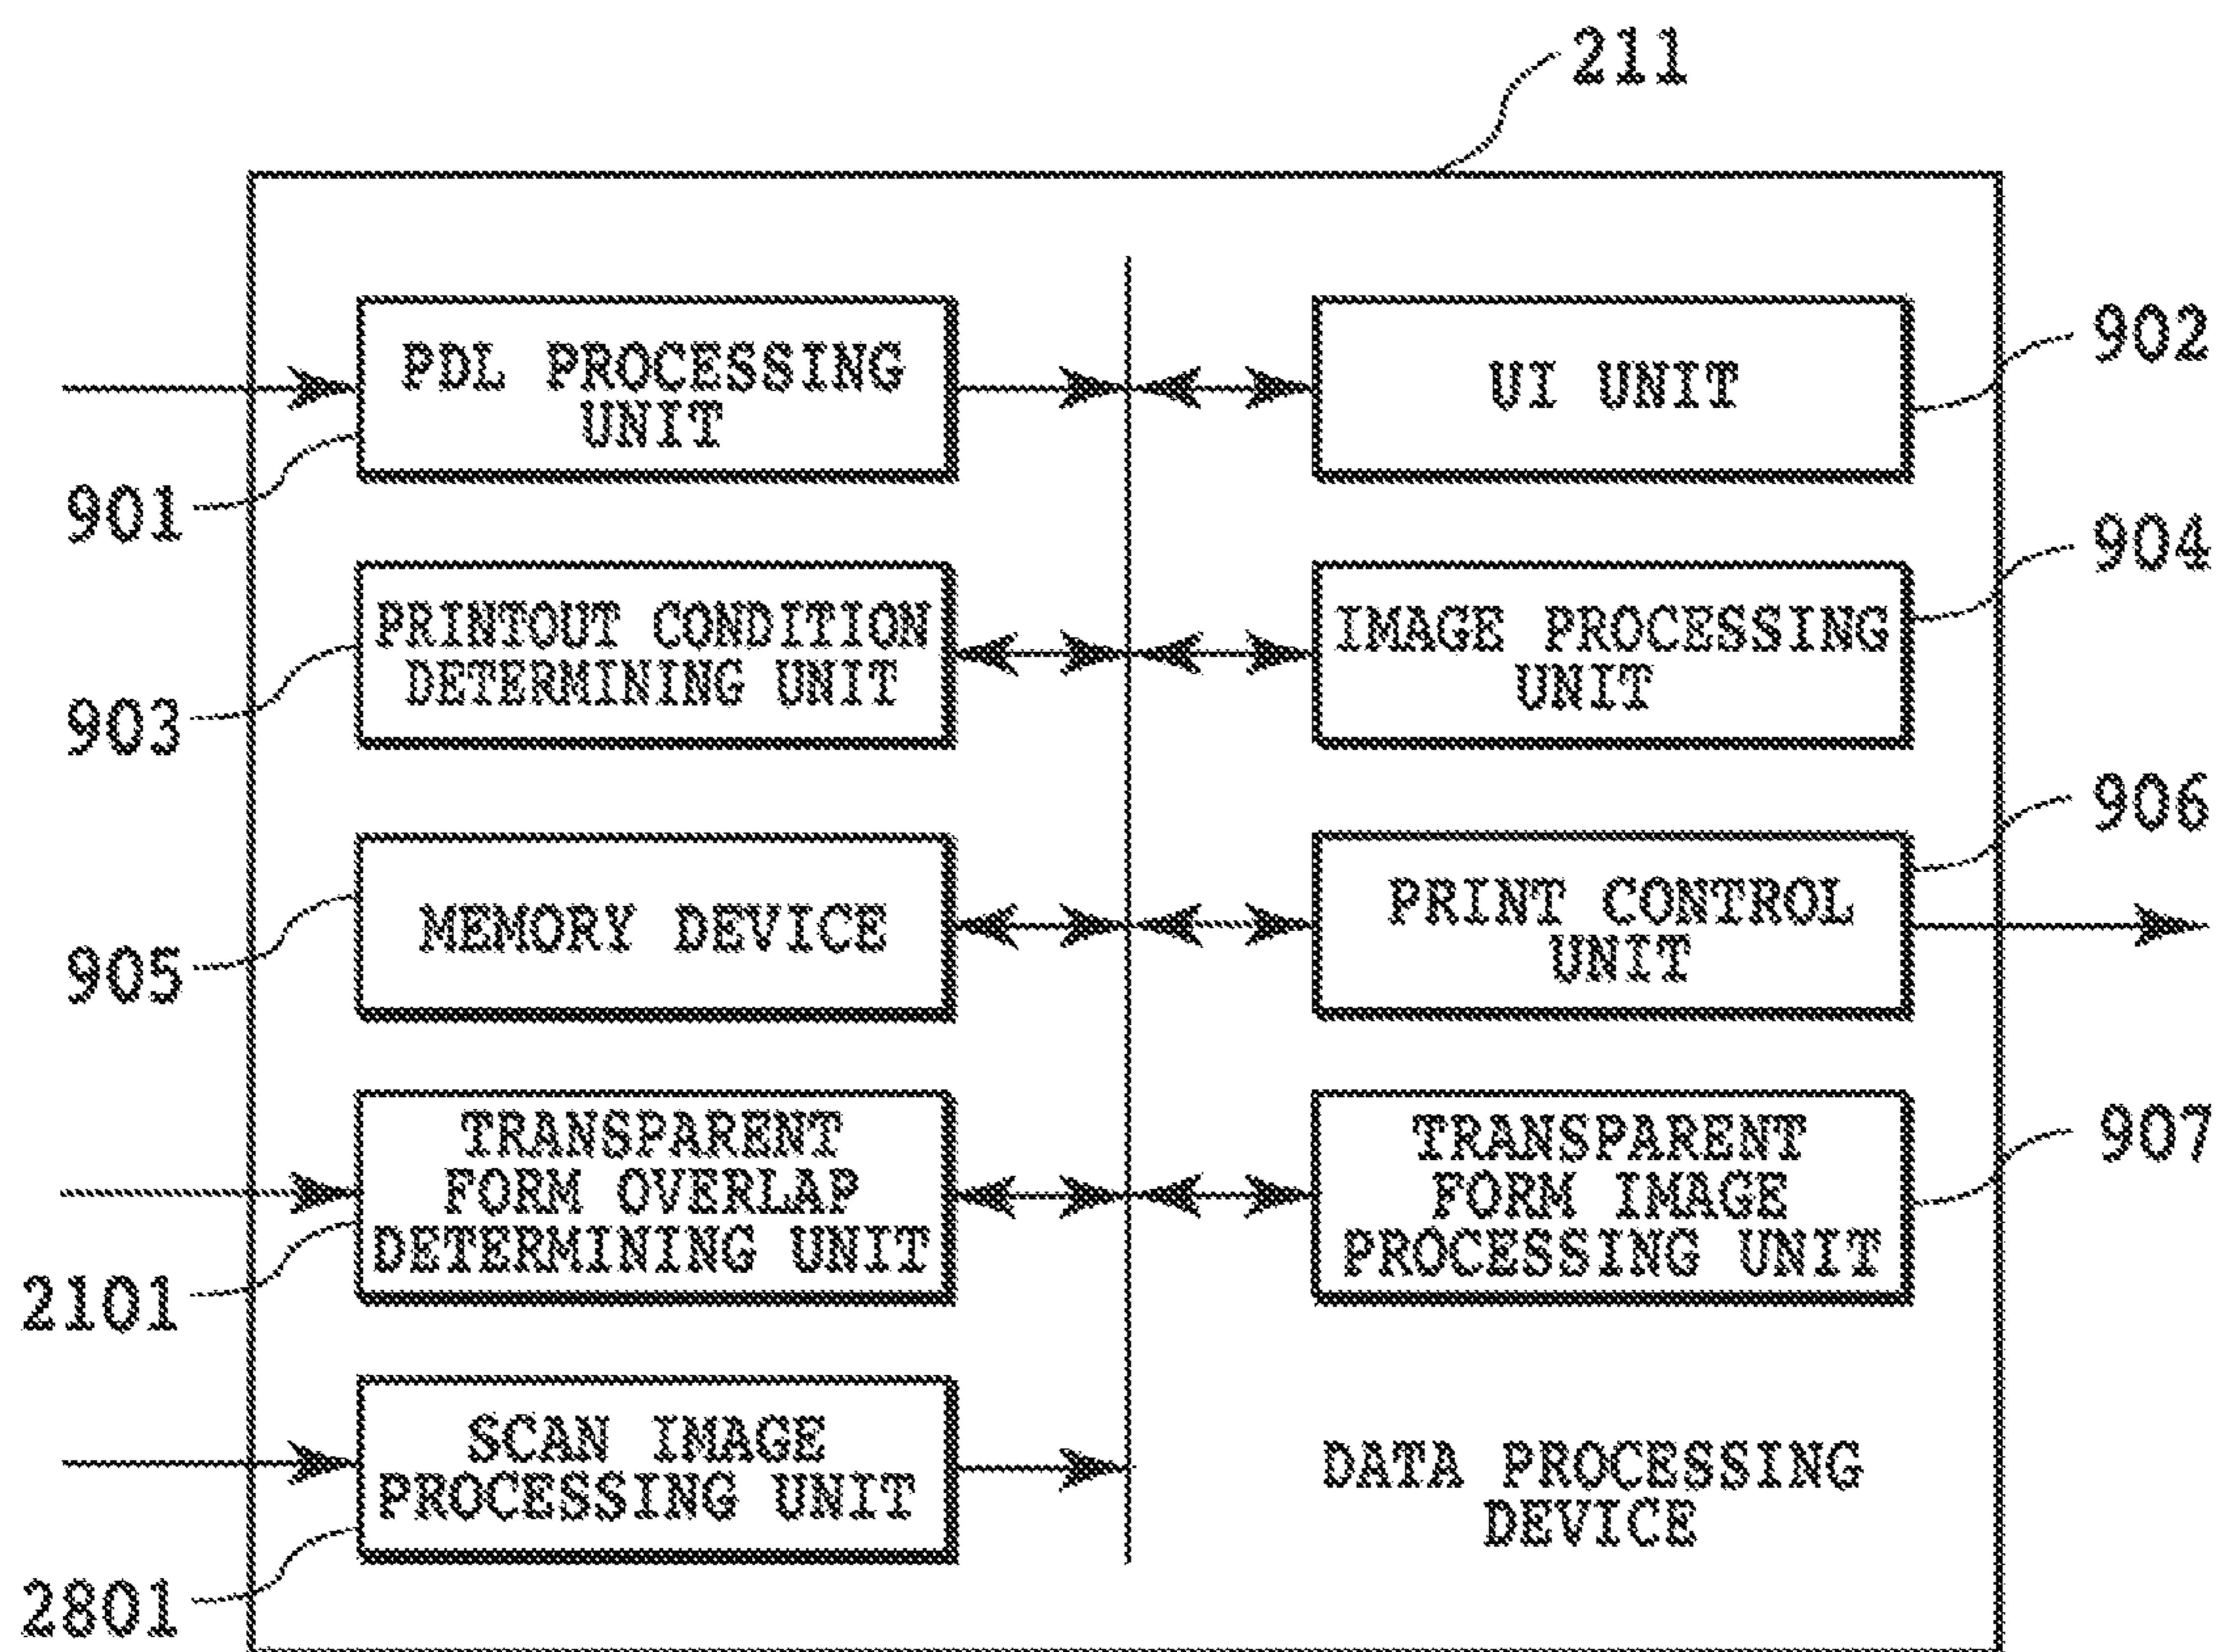 211
PDL PROCESSING
UNIT
901
UI UNIT
902
PRINTOUT CONDITION
DETERMINING UNIT
903
IMAGE PROCESSING
UNIT
904
MEMORY DEVICE
905
PRINT CONTROL
UNIT
906
TRANSPARENT
FORM OVERLAP
DETERMINING UNIT
2101
TRANSPARENT
FORM IMAGE
PROCESSING UNIT
907
SCAN IMAGE
PROCESSING UNIT
2801
DATA PROCESSING
DEVICE